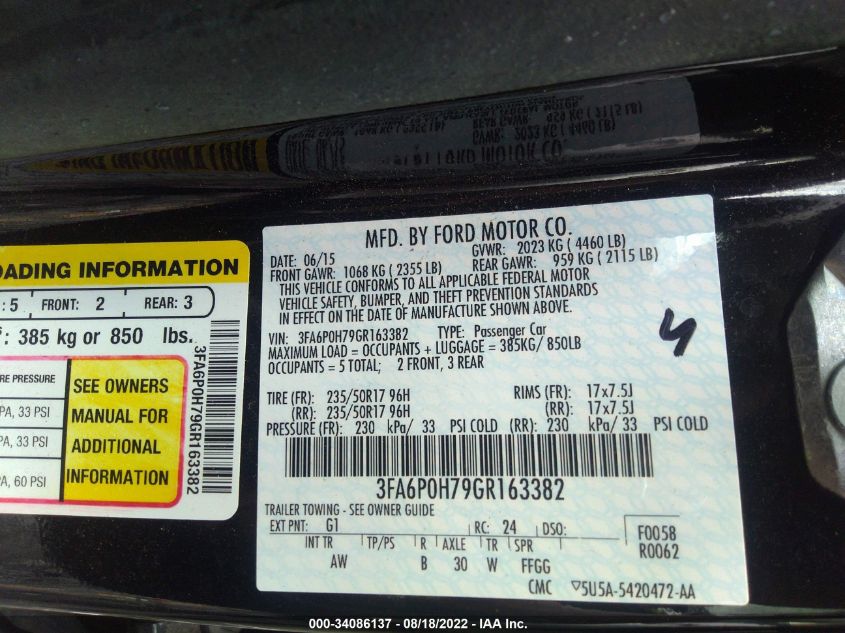 OADING INFORMATION
: 5 FRONT: 2 REAR: 3
: 385 kg or 850 lbs.
RE PRESSURE
PA, 33 PSI
PA, 33 PSI
PA, 60 PSI
SEE OWNERS
MANUAL FOR
ADDITIONAL
INFORMATION
3FA6P0H79GR163382
MFD. BY FORD MOTOR CO.
DATE: 06/15 GVWR: 2023 KG ( 4460 LB)
FRONT GAWR: 1068 KG ( 2355 LB) REAR GAWR: 959 KG ( 2115 LB)
THIS VEHICLE CONFORMS TO ALL APPLICABLE FEDERAL MOTOR
VEHICLE SAFETY, BUMPER, AND THEFT PREVENTION STANDARDS
IN EFFECT ON THE DATE OF MANUFACTURE SHOWN ABOVE.
VIN: 3FA6P0H79GR163382 TYPE: Passenger Car
MAXIMUM LOAD = OCCUPANTS + LUGGAGE = 385KG/ 850LB
OCCUPANTS = 5 TOTAL; 2 FRONT, 3 REAR
TIRE (FR): 235/50R17 96H RIMS (FR): 17x7.5J
(RR): 235/50R17 96H (RR): 17x7.5J
PRESSURE (FR): 230 kPa/ 33 PSI COLD (RR): 230 kPa/ 33 PSI COLD
3FA6P0H79GR163382
TRAILER TOWING - SEE OWNER GUIDE
EXT PNT: G1 RC: 24 DSO: F0058
R0062
INT TR TP/PS R AXLE TR SPR
AW B 30 W FFGG
CMC 5U5A-5420472-AA
000-34086137 - 08/18/2022 - IAA Inc.